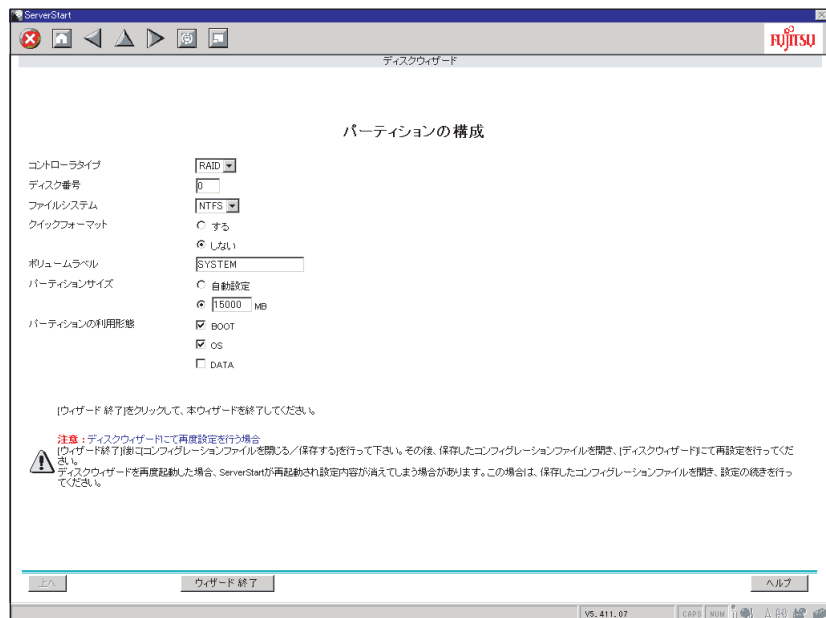 ServerStart
FUJITSU
ディスクウィザード
パーティションの構成
コントローラタイプ RAID
ディスク番号 0
ファイルシステム NTFS
クイックフォーマット する
しない
ボリュームラベル SYSTEM
パーティションサイズ 自動設定
15000 MB
パーティションの利用形態 BOOT
OS
DATA
[ウィザード 終了]をクリックして、本ウィザードを終了してください。
注意：ディスクウィザードにて再度設定を行う場合
[ウィザード終了]後に[コンフィグレーションファイルを閉じる／保存する]を行って下さい。その後、保存したコンフィグレーションファイルを開き、[ディスクウィザード]にて再設定を行ってくだ
さい。
ディスクウィザードを再度起動した場合、ServerStartが再起動され設定内容が消えてしまう場合があります。この場合は、保存したコンフィグレーションファイルを開き、設定の続きを行っ
てください。
上へ ウィザード 終了 ヘルプ
V5.411.07 CAPS NUM